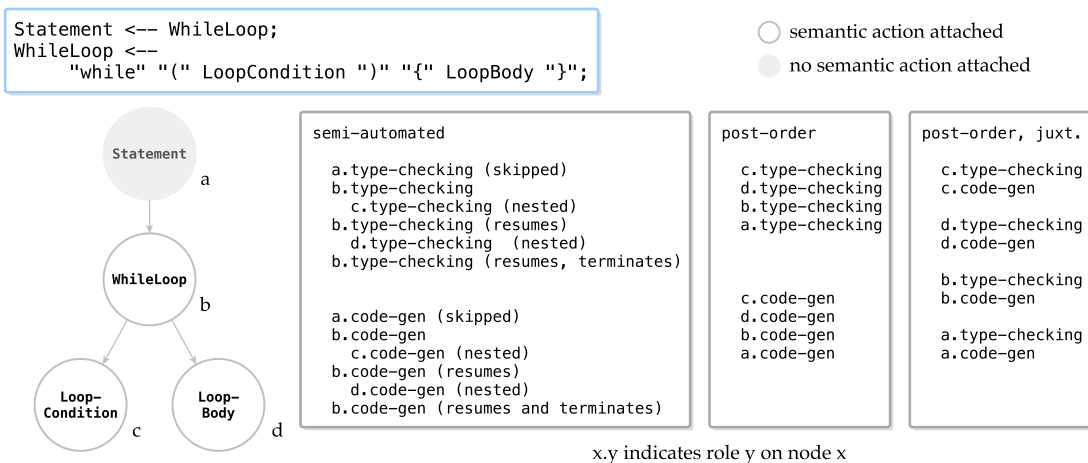 Statement <-- WhileLoop;
WhileLoop <--
"while" "(" LoopCondition ")" "{" LoopBody "}";
semantic action attached
no semantic action attached
Statement
a
WhileLoop
b
Loop-
Condition
c
Loop-
Body
d
semi-automated
a.type-checking (skipped)
b.type-checking
c.type-checking (nested)
b.type-checking (resumes)
d.type-checking (nested)
b.type-checking (resumes, terminates)
a.code-gen (skipped)
b.code-gen
c.code-gen (nested)
b.code-gen (resumes)
d.code-gen (nested)
b.code-gen (resumes and terminates)
post-order
c.type-checking
d.type-checking
b.type-checking
a.type-checking
c.code-gen
d.code-gen
b.code-gen
a.code-gen
post-order, juxt.
c.type-checking
c.code-gen
d.type-checking
d.code-gen
b.type-checking
b.code-gen
a.type-checking
a.code-gen
x.y indicates role y on node x